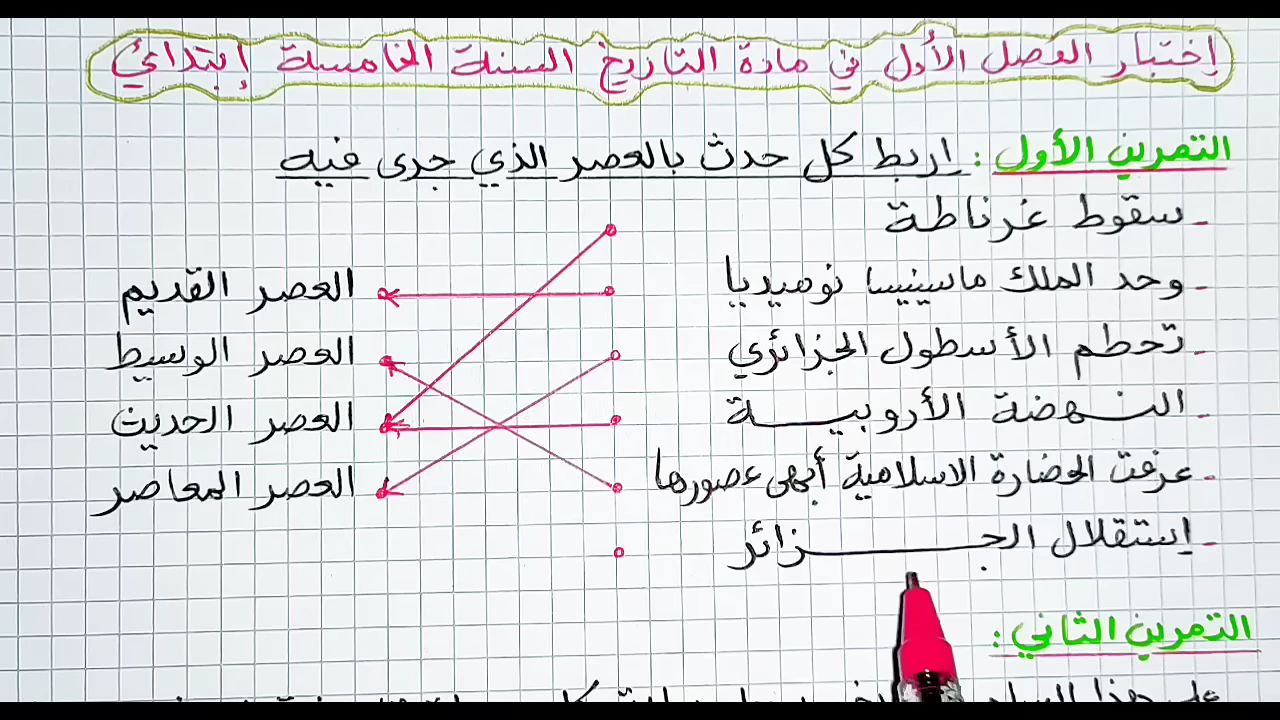 إختبار الفصل الأول في مادة التاريخ السنة الخامسة إبتدائي
التمرين الأول : اربط كل حدث بالعصر الذي جرى فيه
- سقوط غرناطة
- وحد الملك ماسينيسا نوميديا
العصر القديم
- تحطم الأسطول الجزائري
العصر الوسيط
- النهضة الأروبية
العصر الحديث
- عرفت الحضارة الاسلامية أبهى عصورها
العصر المعاصر
- إستقلال الجزائر
التمرين الثاني :